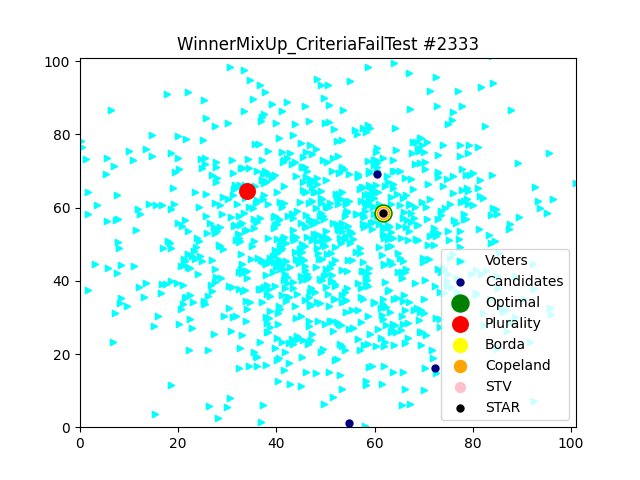 WinnerMixUp_CriteriaFailTest #2333
100
80
60
40
20
0
0
20
40
60
80
100
Voters
Candidates
Optimal
Plurality
Borda
Copeland
STV
STAR